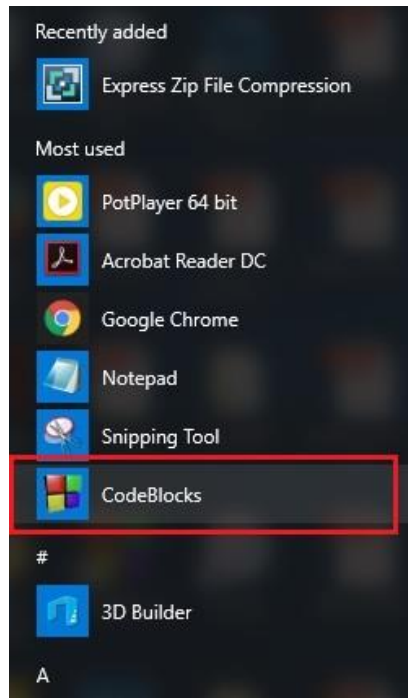 Recently added
Express Zip File Compression
Most used
PotPlayer 64 bit
Acrobat Reader DC
Google Chrome
Notepad
Snipping Tool
CodeBlocks
#
3D Builder
A